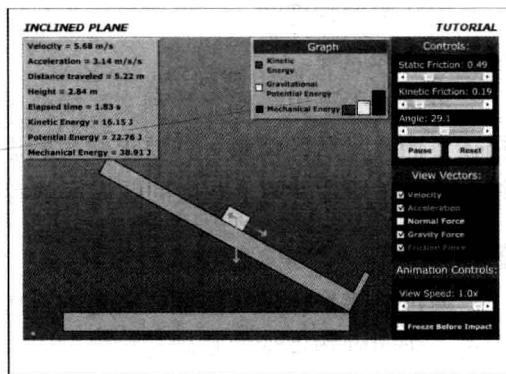 INCLINED PLANE
TUTORIAL
Velocity = 5.68 m/s
Acceleration = 3.14 m/s/s
Distance traveled = 5.22 m
Height = 2.84 m
Elapsed time = 1.83 s
Kinetic Energy = 16.15 J
Potential Energy = 22.76 J
Mechanical Energy = 38.91 J
Graph
Kinetic
Energy
Gravitational
Potential Energy
Mechanical Energy
Controls:
Static Friction: 0.49
Kinetic Friction: 0.19
Angle: 29.1
Pause
Reset
View Vectors:
Velocity
Acceleration
Normal Force
Gravity Force
Friction Force
Animation Controls:
View Speed: 1.0x
Freeze Before Impact